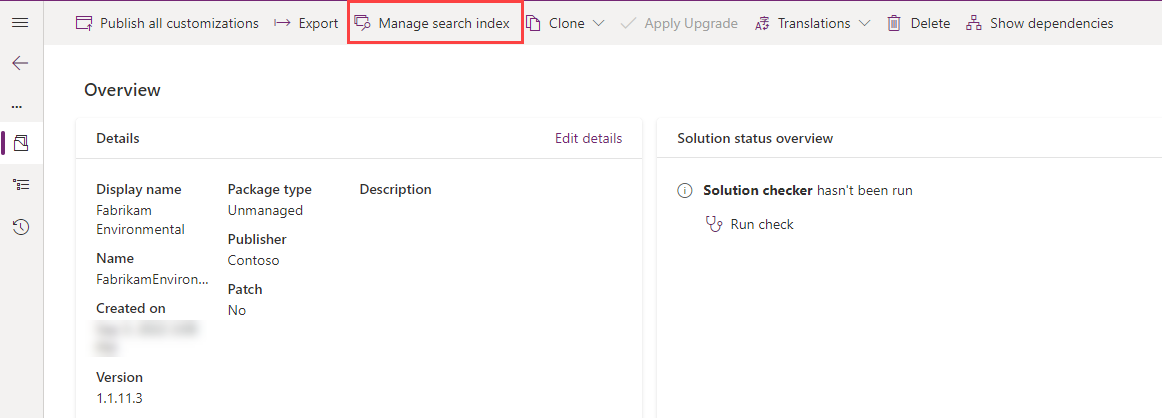 Publish all customizations Export Manage search index Clone Apply Upgrade Translations Delete Show dependencies
...
Overview
Details Edit details
Display name
Fabrikam
Environmental
Name
FabrikamEnviron...
Created on
Version
1.1.11.3
Package type
Unmanaged
Publisher
Contoso
Patch
No
Description
Solution status overview
Solution checker hasn't been run
Run check